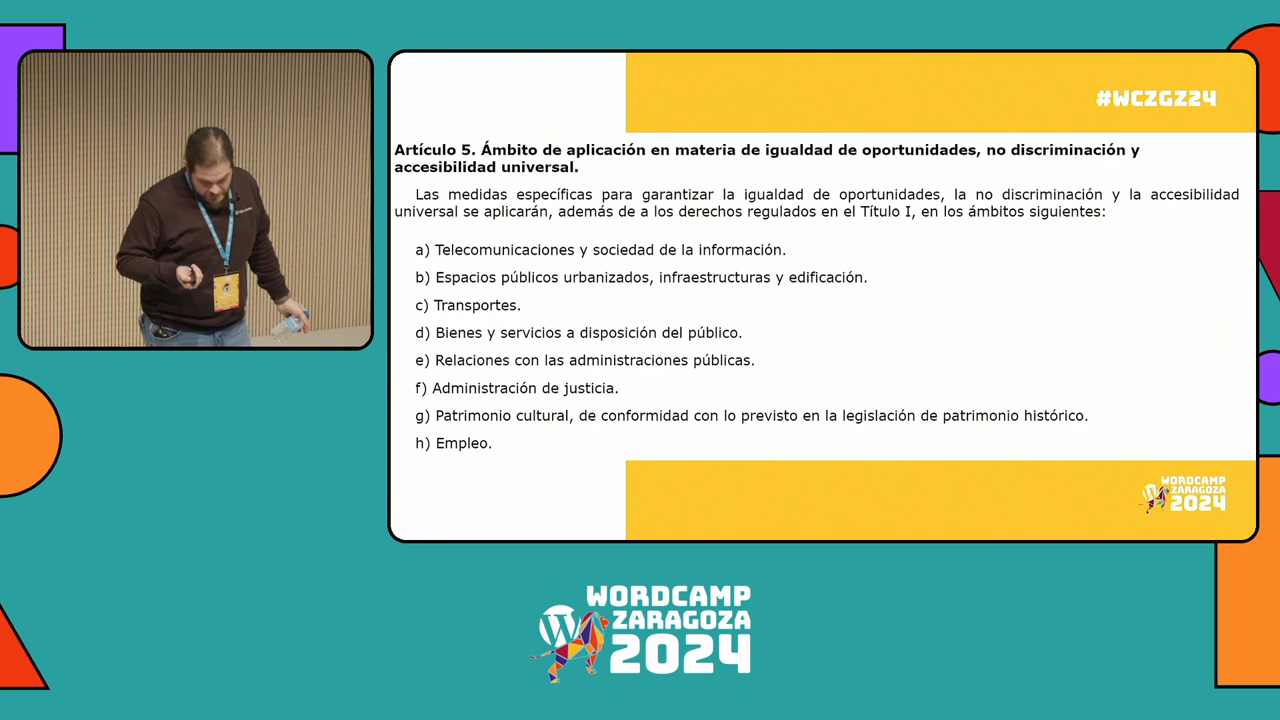 #WCZGZ24
Artículo 5. Ámbito de aplicación en materia de igualdad de oportunidades, no discriminación y
accesibilidad universal.
Las medidas específicas para garantizar la igualdad de oportunidades, la no discriminación y la accesibilidad
universal se aplicarán, además de a los derechos regulados en el Título I, en los ámbitos siguientes:
a) Telecomunicaciones y sociedad de la información.
b) Espacios públicos urbanizados, infraestructuras y edificación.
c) Transportes.
d) Bienes y servicios a disposición del público.
e) Relaciones con las administraciones públicas.
f) Administración de justicia.
g) Patrimonio cultural, de conformidad con lo previsto en la legislación de patrimonio histórico.
h) Empleo.
WORDCAMP
ZARAGOZA
2024
WORDCAMP
ZARAGOZA
2024